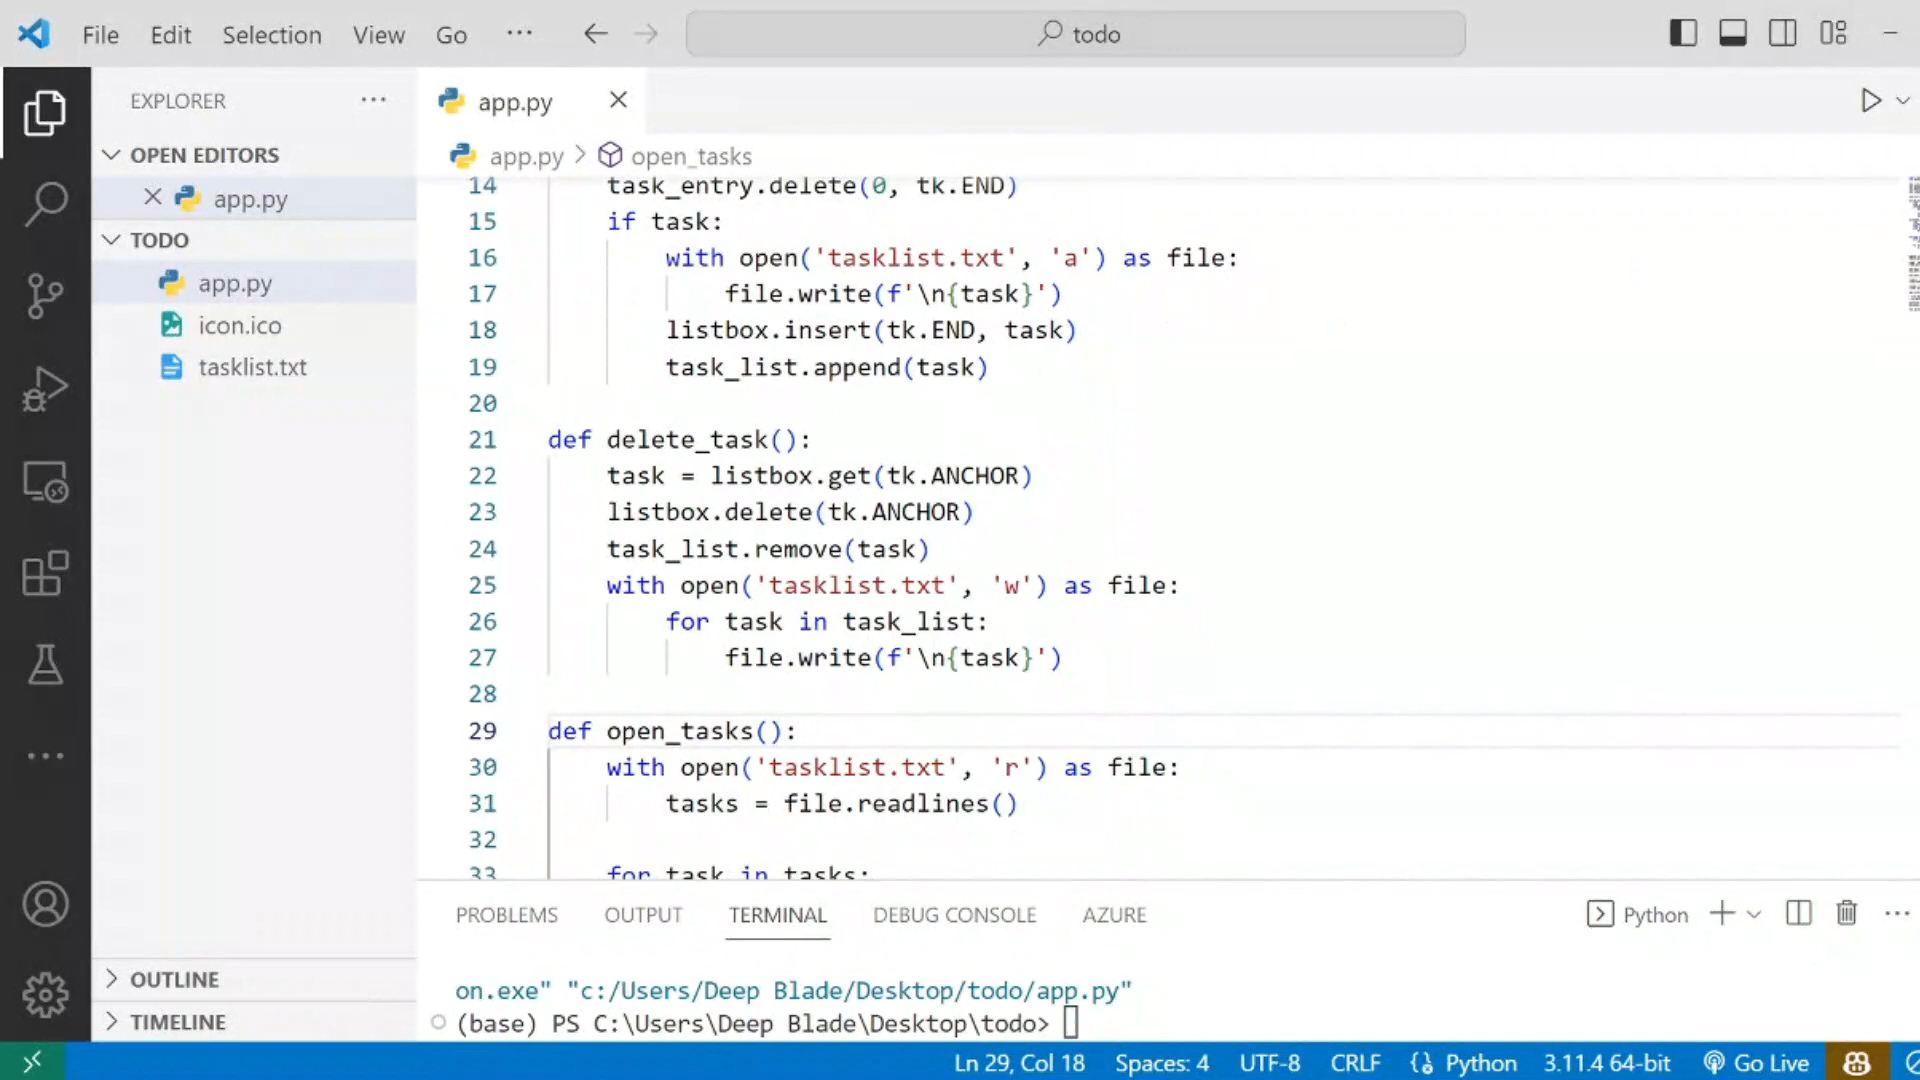 File Edit Selection View Go ··· todo
EXPLORER ···
OPEN EDITORS
app.py
TODO
app.py
icon.ico
tasklist.txt
OUTLINE
TIMELINE
app.py
app.py > open_tasks
14 task_entry.delete(0, tk.END)
15 if task:
16 with open('tasklist.txt', 'a') as file:
17 file.write(f'\n{task}')
18 listbox.insert(tk.END, task)
19 task_list.append(task)
20
21 def delete_task():
22 task = listbox.get(tk.ANCHOR)
23 listbox.delete(tk.ANCHOR)
24 task_list.remove(task)
25 with open('tasklist.txt', 'w') as file:
26 for task in task_list:
27 file.write(f'\n{task}')
28
29 def open_tasks():
30 with open('tasklist.txt', 'r') as file:
31 tasks = file.readlines()
32
33 for task in tasks:
PROBLEMS OUTPUT TERMINAL DEBUG CONSOLE AZURE Python
on.exe" "c:/Users/Deep Blade/Desktop/todo/app.py"
(base) PS C:\Users\Deep Blade\Desktop\todo>
Ln 29, Col 18 Spaces: 4 UTF-8 CRLF Python 3.11.4 64-bit Go Live